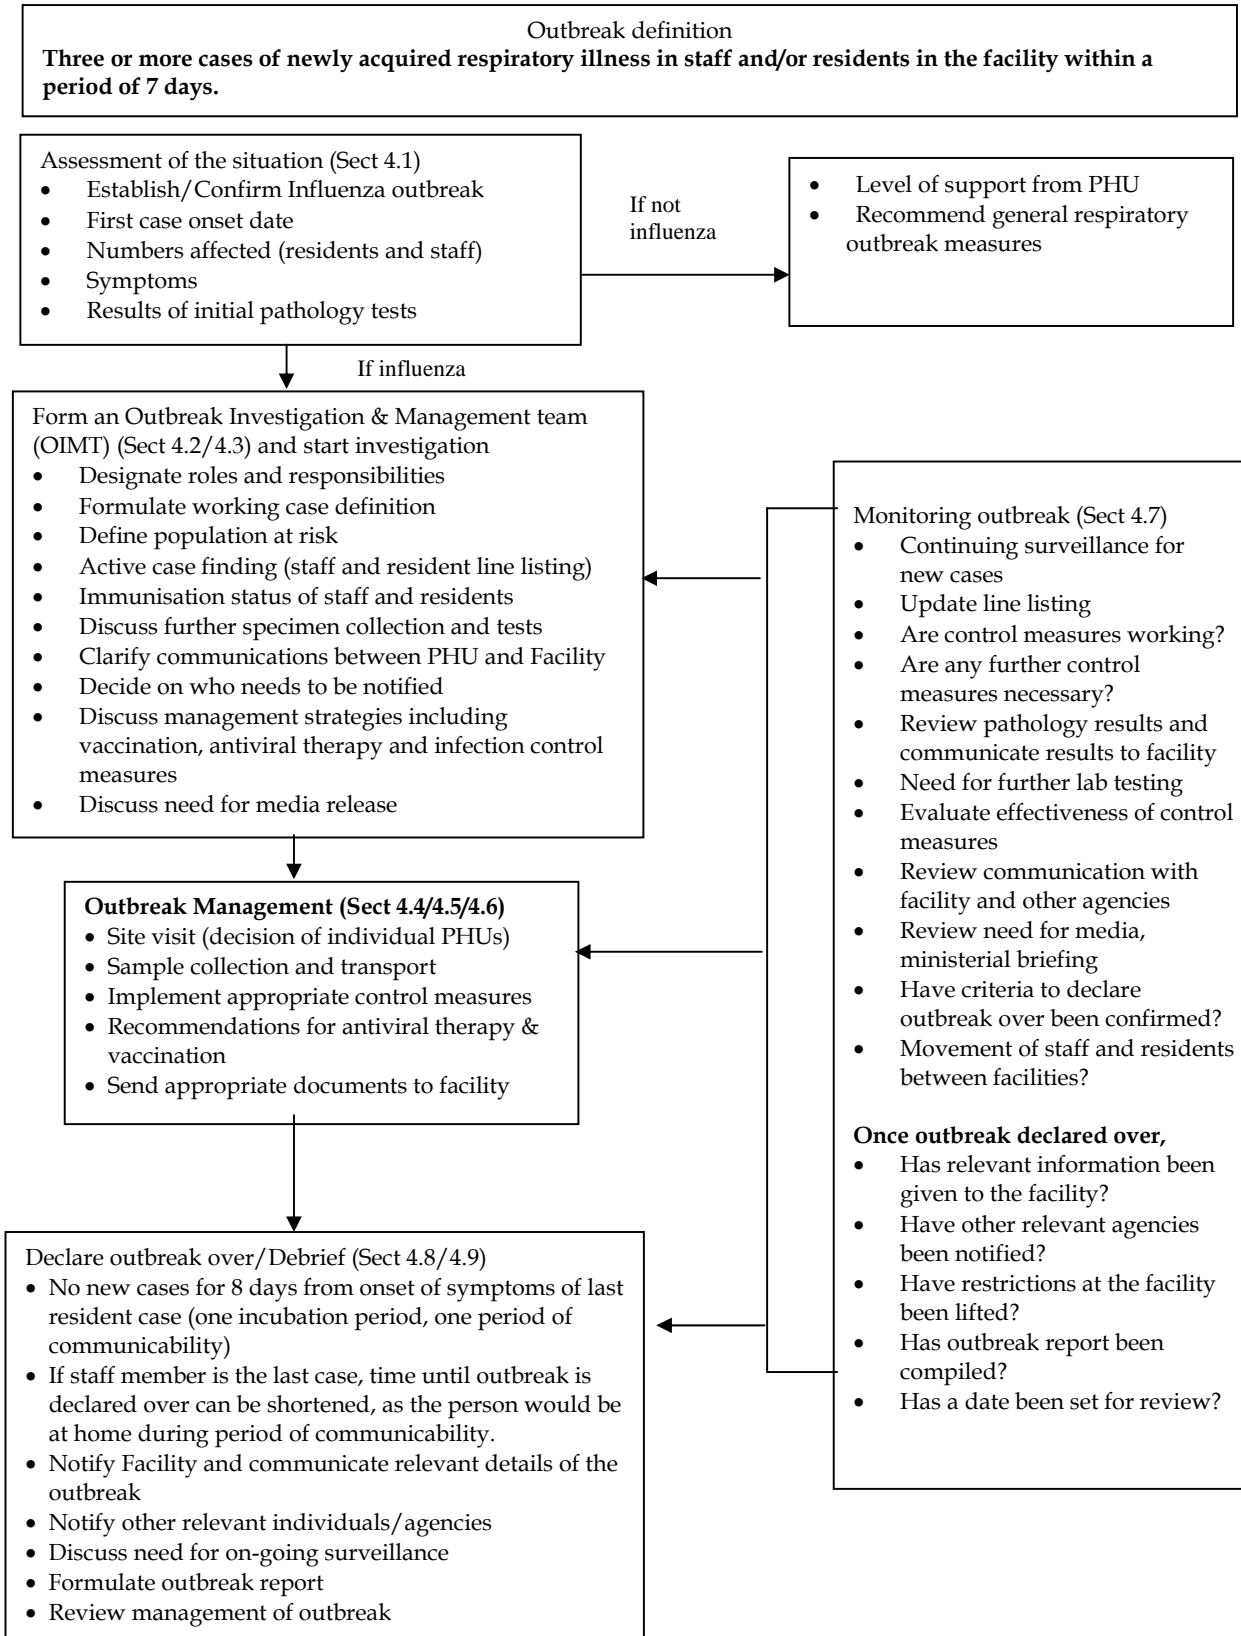 Outbreak definition
Three or more cases of newly acquired respiratory illness in staff and/or residents in the facility within a
period of 7 days.
Assessment of the situation (Sect 4.1)
• Establish/Confirm Influenza outbreak
• First case onset date
• Numbers affected (residents and staff)
• Symptoms
• Results of initial pathology tests
If not
influenza
• Level of support from PHU
• Recommend general respiratory
outbreak measures
If influenza
Form an Outbreak Investigation & Management team
(OIMT) (Sect 4.2/4.3) and start investigation
• Designate roles and responsibilities
• Formulate working case definition
• Define population at risk
• Active case finding (staff and resident line listing)
• Immunisation status of staff and residents
• Discuss further specimen collection and tests
• Clarify communications between PHU and Facility
• Decide on who needs to be notified
• Discuss management strategies including
vaccination, antiviral therapy and infection control
measures
• Discuss need for media release
Outbreak Management (Sect 4.4/4.5/4.6)
• Site visit (decision of individual PHUs)
• Sample collection and transport
• Implement appropriate control measures
• Recommendations for antiviral therapy &
vaccination
• Send appropriate documents to facility
Declare outbreak over/Debrief (Sect 4.8/4.9)
• No new cases for 8 days from onset of symptoms of last
resident case (one incubation period, one period of
communicability)
• If staff member is the last case, time until outbreak is
declared over can be shortened, as the person would be
at home during period of communicability.
• Notify Facility and communicate relevant details of the
outbreak
• Notify other relevant individuals/agencies
• Discuss need for on-going surveillance
• Formulate outbreak report
• Review management of outbreak
Monitoring outbreak (Sect 4.7)
• Continuing surveillance for
new cases
• Update line listing
• Are control measures working?
• Are any further control
measures necessary?
• Review pathology results and
communicate results to facility
• Need for further lab testing
• Evaluate effectiveness of control
measures
• Review communication with
facility and other agencies
• Review need for media,
ministerial briefing
• Have criteria to declare
outbreak over been confirmed?
• Movement of staff and residents
between facilities?
Once outbreak declared over,
• Has relevant information been
given to the facility?
• Have other relevant agencies
been notified?
• Have restrictions at the facility
been lifted?
• Has outbreak report been
compiled?
• Has a date been set for review?